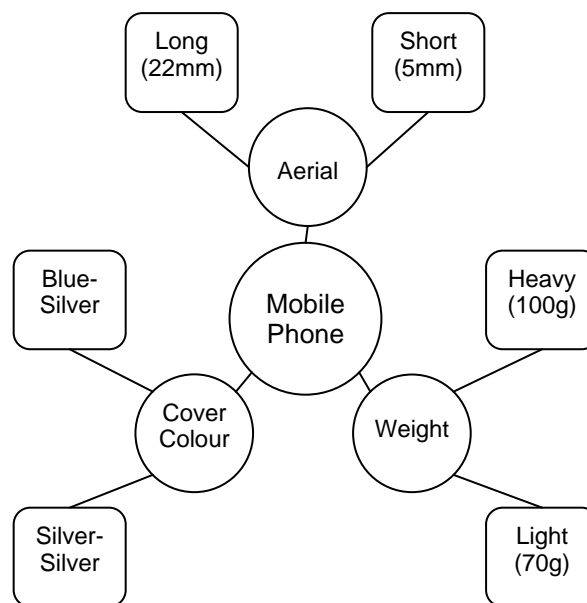 Long
(22mm)
Short
(5mm)
Aerial
Blue-
Silver
Mobile
Phone
Heavy
(100g)
Cover
Colour
Weight
Silver-
Silver
Light
(70g)